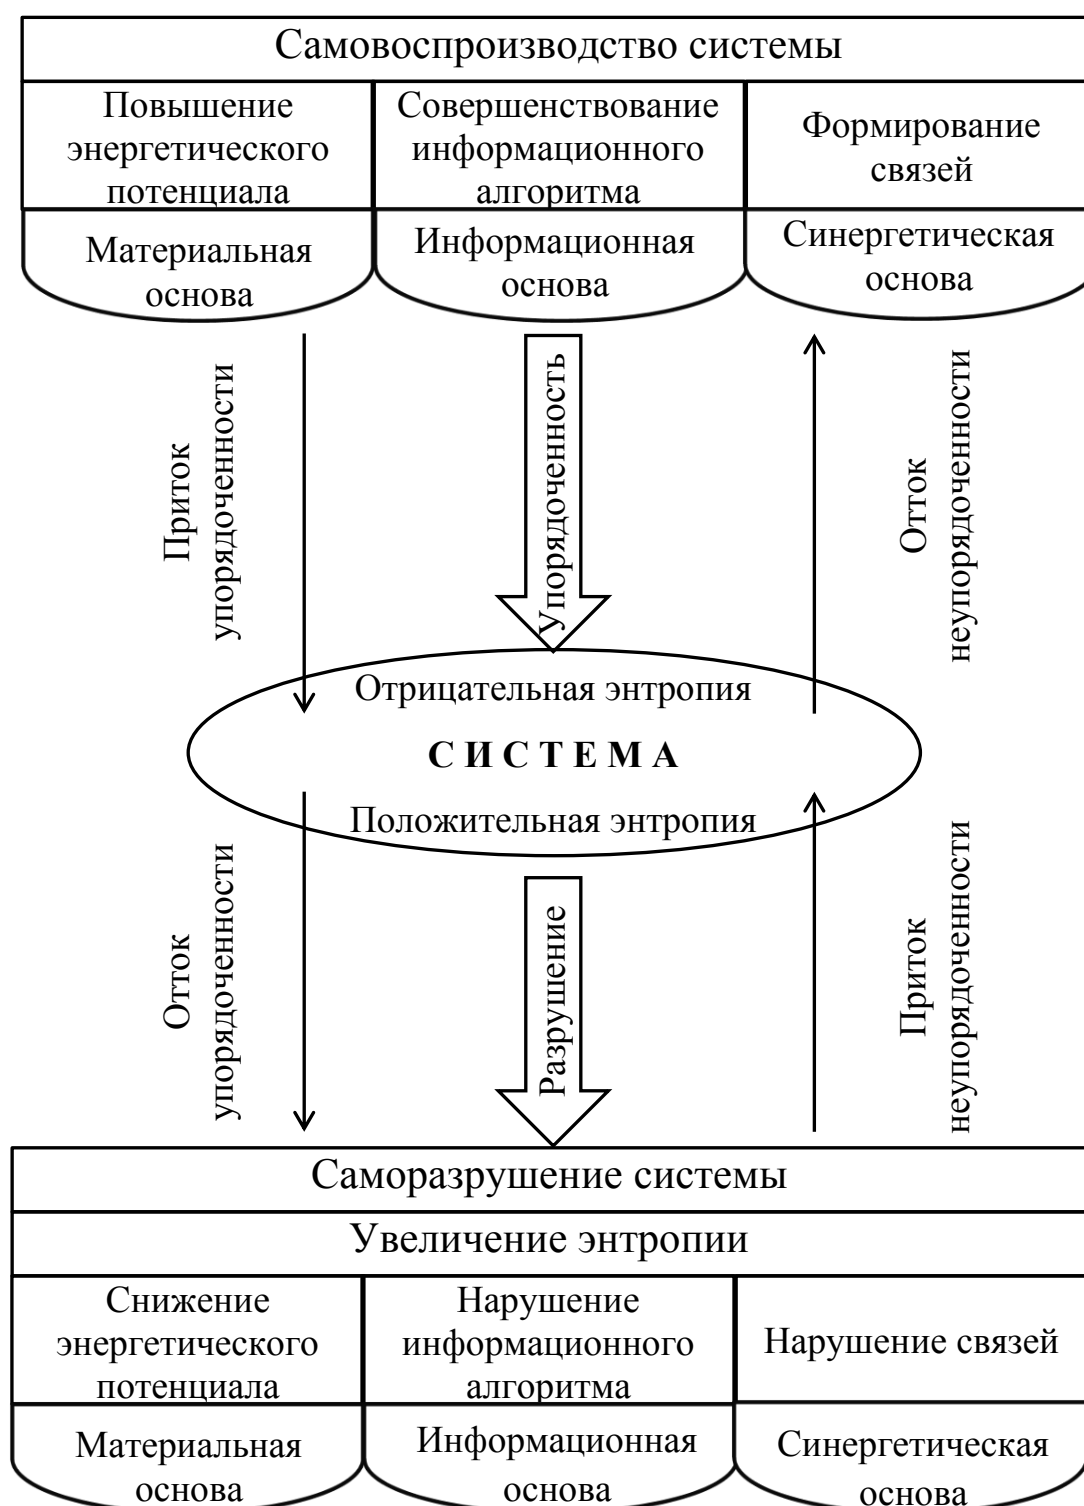 Самовоспроизводство системы
Повышение
энергетического
потенциала
Совершенствование
информационного
алгоритма
Формирование
связей
Материальная
основа
Информационная
основа
Синергетическая
основа
Приток
упорядоченности
Упорядоченность
Отток
неупорядоченности
Отрицательная энтропия
С И С Т Е М А
Положительная энтропия
Отток
упорядоченности
Разрушение
Приток
неупорядоченности
Саморазрушение системы
Увеличение энтропии
Снижение
энергетического
потенциала
Нарушение
информационного
алгоритма
Нарушение связей
Материальная
основа
Информационная
основа
Синергетическая
основа